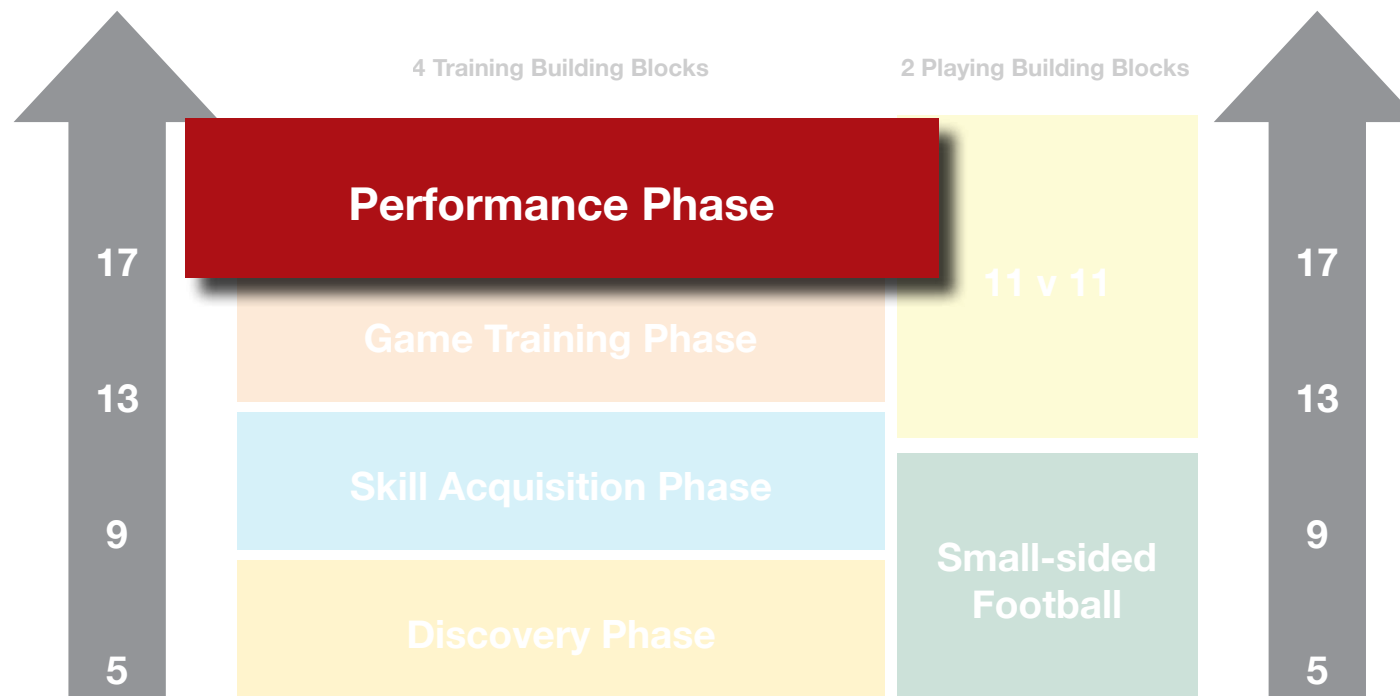 4 Training Building Blocks
2 Playing Building Blocks
Performance Phase
17
11 v 11
17
Game Training Phase
13
13
Skill Acquisition Phase
9
9
Small-sided
Football
Discovery Phase
5
5